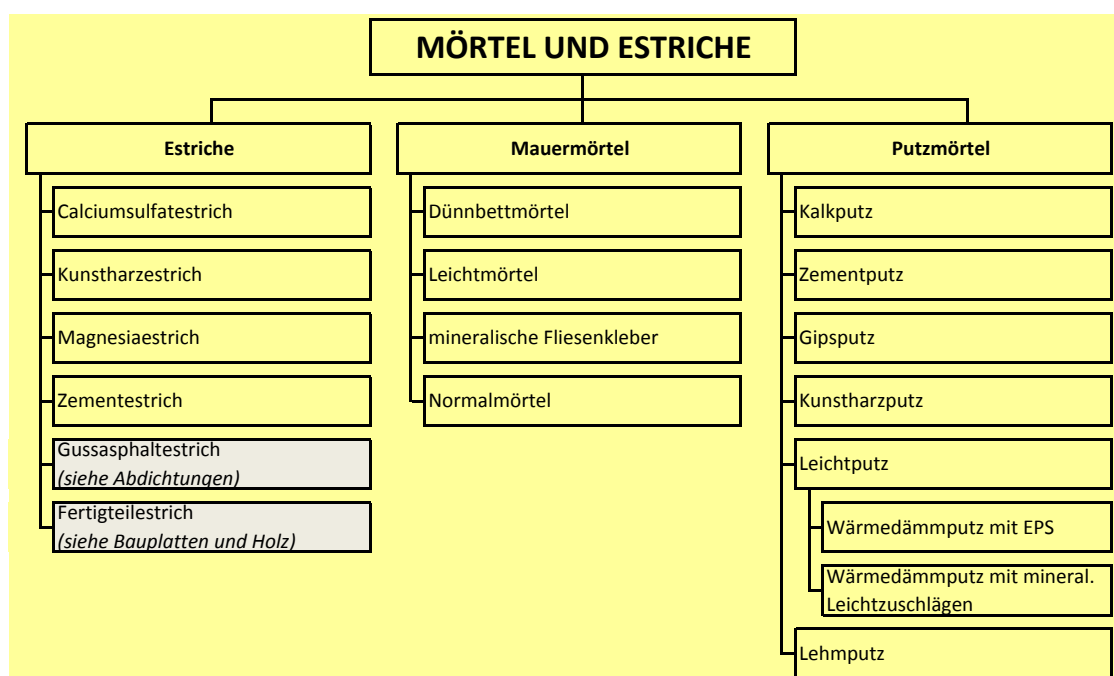 MÖRTEL UND ESTRICHE
Estriche
Calciumsulfatestrich
Kunstharzestrich
Magnesiaestrich
Zementestrich
Gussasphaltestrich
(siehe Abdichtungen)
Fertigteilestrich
(siehe Bauplatten und Holz)
Mauermörtel
Dünnbettmörtel
Leichtmörtel
mineralische Fliesenkleber
Normalmörtel
Putzmörtel
Kalkputz
Zementputz
Gipsputz
Kunstharzputz
Leichtputz
Wärmedämmputz mit EPS
Wärmedämmputz mit mineral.
Leichtzuschlägen
Lehmputz